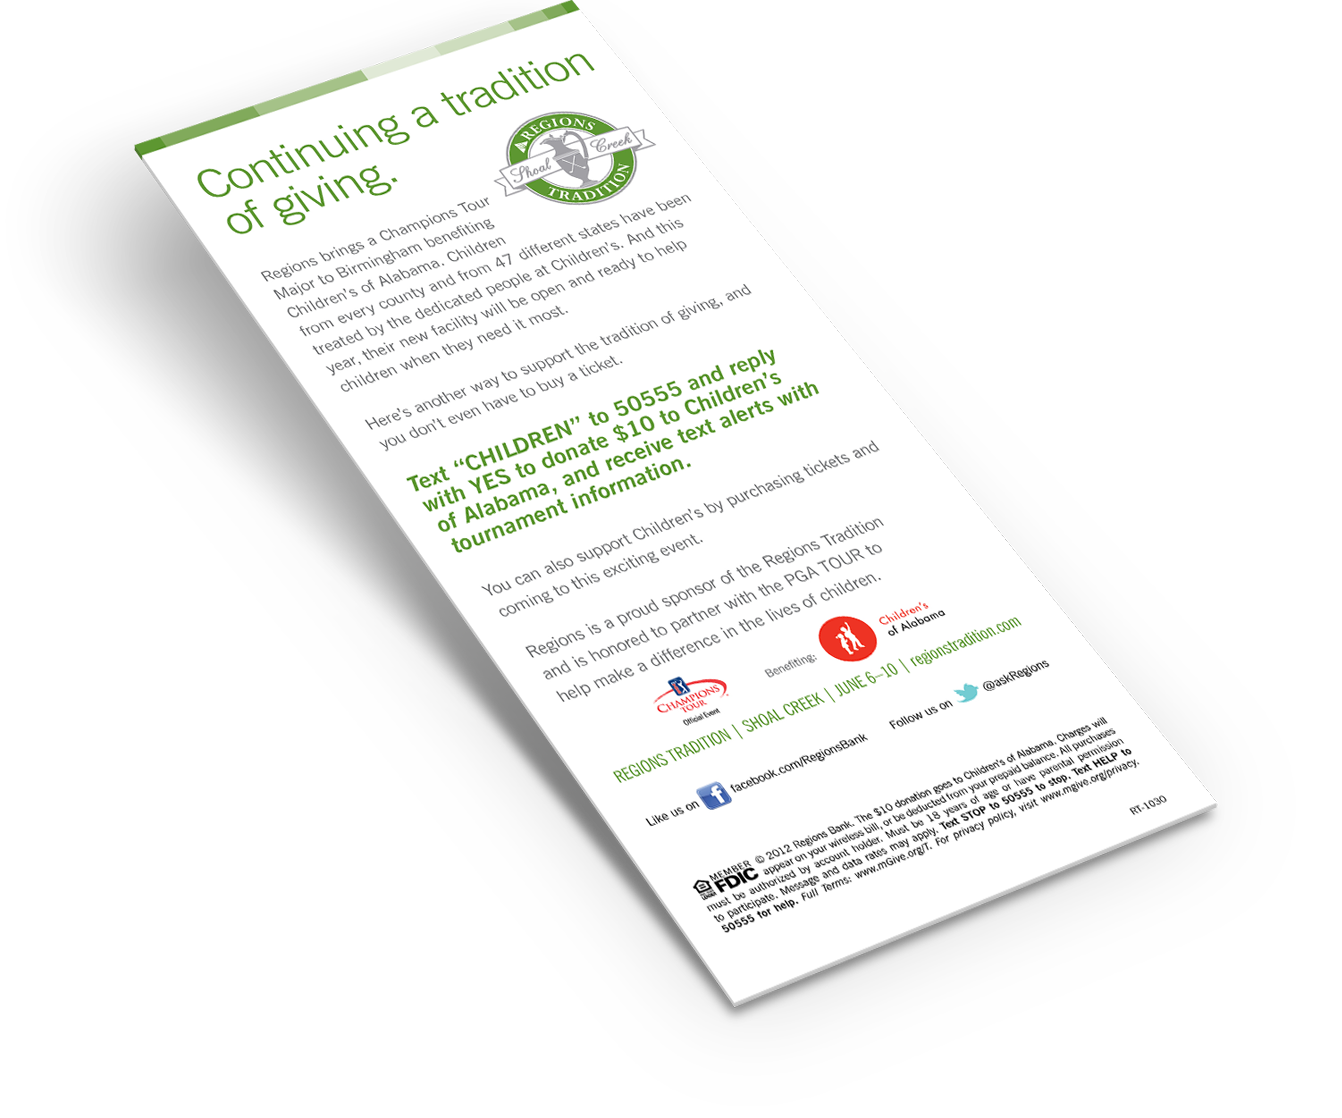 Continuing a tradition
of giving.
REGIONS
Shoal Creek
TRADITION
Regions brings a Champions Tour
Major to Birmingham benefiting
Children's of Alabama. Children
from every county and from 47 different states have been
treated by the dedicated people at Children's. And this
year, their new facility will be open and ready to help
children when they need it most.
Here's another way to support the tradition of giving, and
you don't even have to buy a ticket.
Text “CHILDREN” to 50555 and reply
with YES to donate $10 to Children's
of Alabama, and receive text alerts with
tournament information.
You can also support Children's by purchasing tickets and
coming to this exciting event.
Regions is a proud sponsor of the Regions Tradition
and is honored to partner with the PGA TOUR to
help make a difference in the lives of children.
CHAMPIONS
TOUR
Official Event
Benefiting:
Children's
of Alabama
REGIONS TRADITION | SHOAL CREEK | JUNE 6–10 | regionstradition.com
Like us on facebook.com/RegionsBank
Follow us on @askRegions
MEMBER
FDIC
© 2012 Regions Bank. The $10 donation goes to Children's of Alabama. Charges will
appear on your wireless bill, or be deducted from your prepaid balance. All purchases
must be authorized by account holder. Must be 18 years of age or have parental permission
to participate. Message and data rates may apply. Text STOP to 50555 to stop. Text HELP to
50555 for help. Full Terms: www.mGive.org/T. For privacy policy, visit www.mgive.org/privacy.
RT-1030